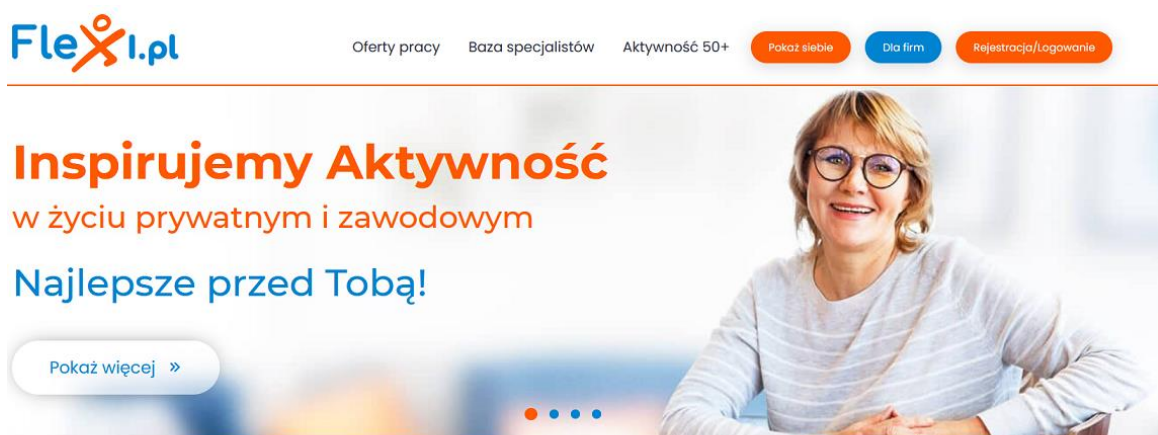 FleXI.pl
Oferty pracy
Baza specjalistów
Aktywność 50+
Pokaż siebie
Dla firm
Rejestracja/Logowanie
Inspirujemy Aktywność
w życiu prywatnym i zawodowym
Najlepsze przed Tobą!
Pokaż więcej »